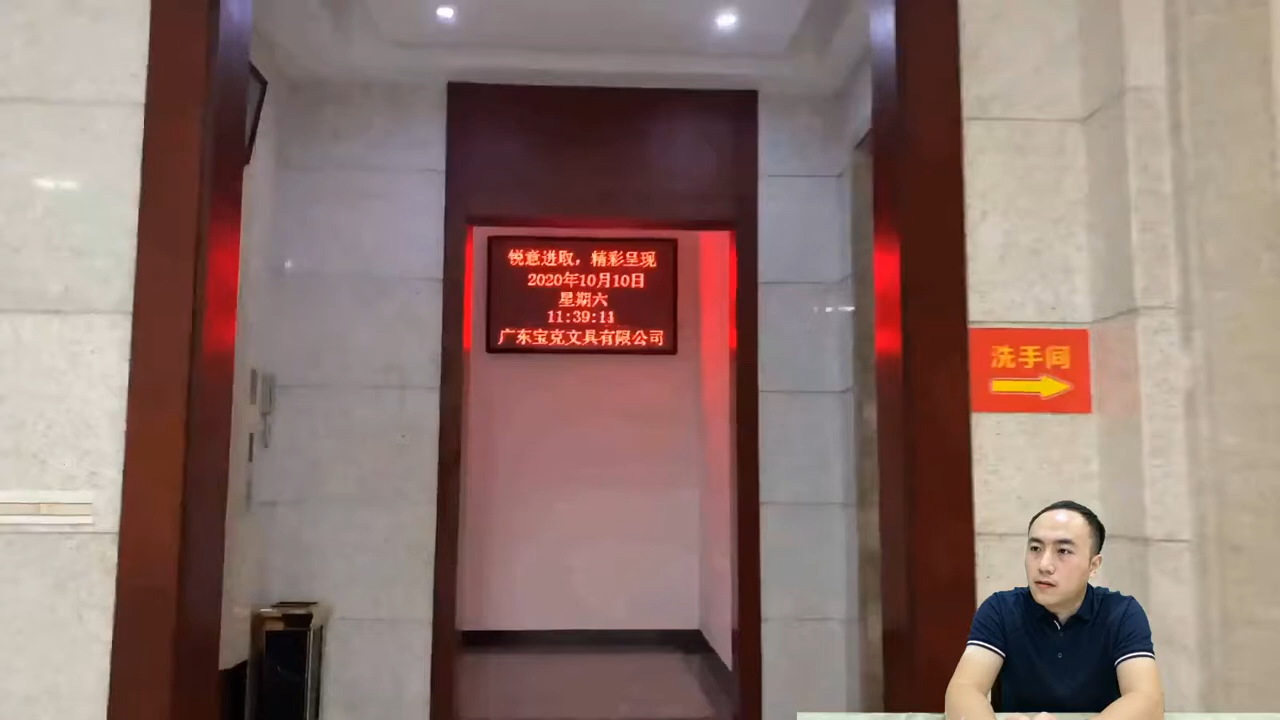 锐意进取，精彩呈现
2020年10月10日
星期六
11:39:11
广东宝克文具有限公司
洗手间